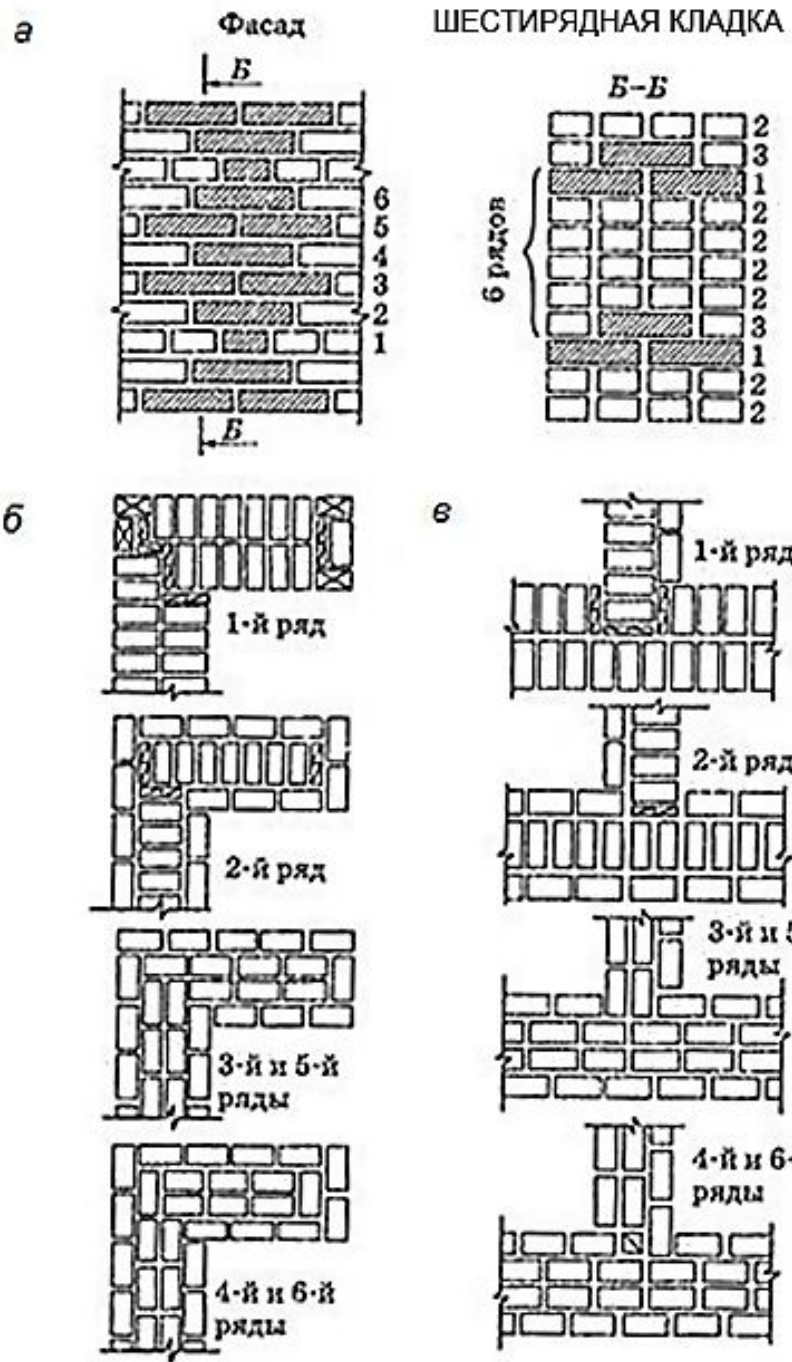 а
Фасад
ШЕСТИРЯДНАЯ КЛАДКА
Б
Б–Б
6
5
4
3
2
1
Б
6 рядов
2
3
1
2
2
2
2
3
1
2
2
б
1-й ряд
2-й ряд
3-й и 5-й
ряды
4-й и 6-й
ряды
в
1-й ряд
2-й ряд
3-й и 5
ряды
4-й и 6-
ряды